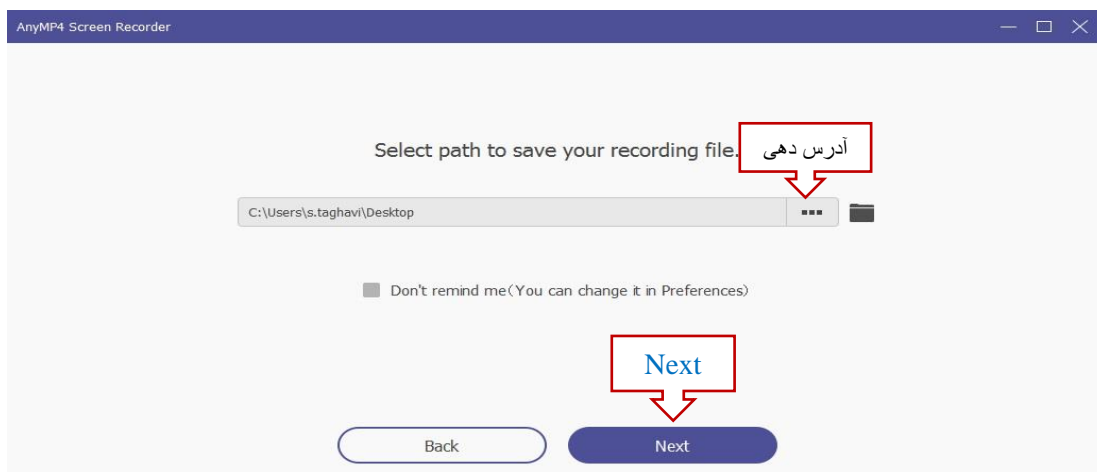 AnyMP4 Screen Recorder
Select path to save your recording file.
آدرس دهی
C:\Users\s.taghavi\Desktop
Don't remind me(You can change it in Preferences)
Next
Back
Next